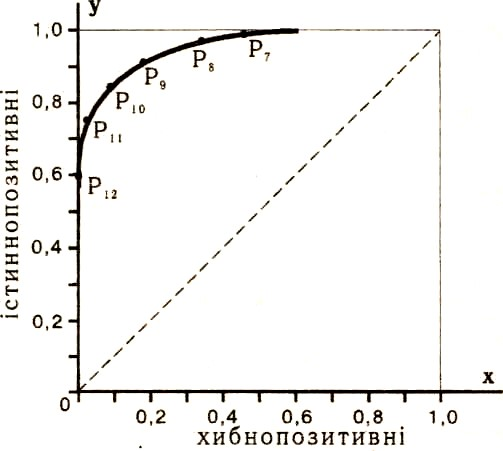 y
1,0
P₇
P₈
P₉
0,8
P₁₀
P₁₁
0,6
P₁₂
0,4
0,2
істиннопозитивні
x
0
0,2
0,4
0,6
0,8
1,0
хибнопозитивні